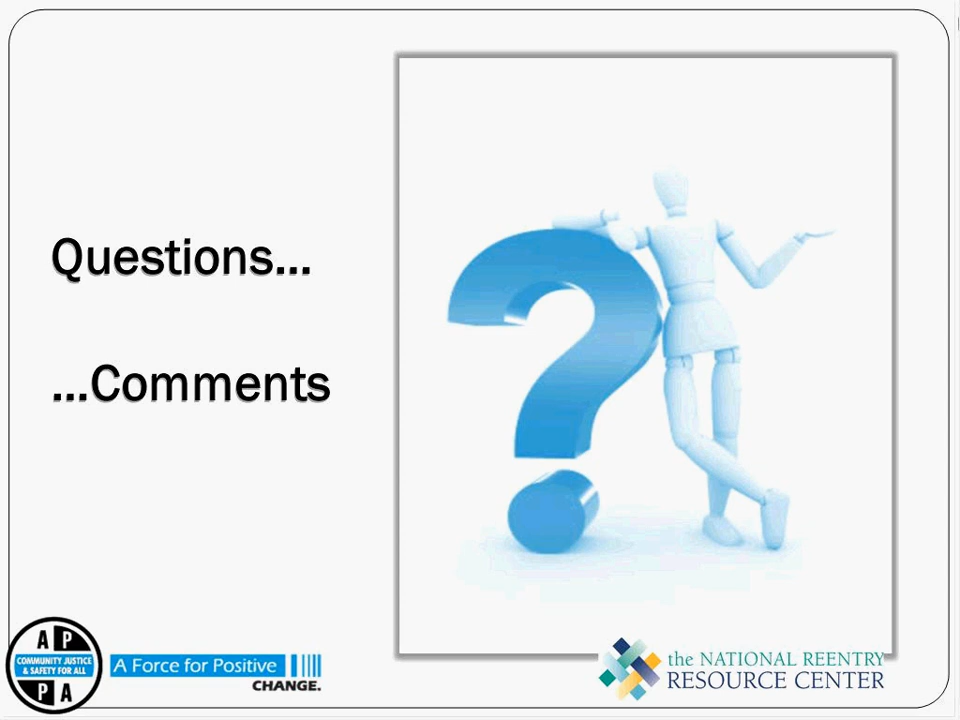 Questions...
...Comments
A P
COMMUNITY JUSTICE
& SAFETY FOR ALL
P A
A Force for Positive
CHANGE.
the NATIONAL REENTRY
RESOURCE CENTER